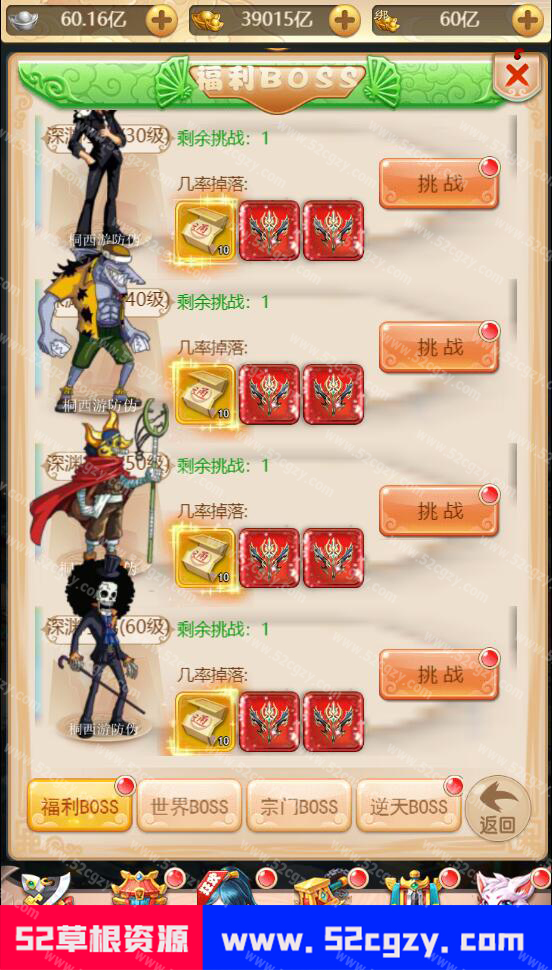 60.16亿
39015亿
绑
60亿
福利BOSS
深渊 (30级)
剩余挑战：1
几率掉落:
挑 战
10
桐西游防伪
40级)
剩余挑战：1
几率掉落:
挑 战
通
10
桐西游防伪
深渊 50级)
剩余挑战：1
几率掉落:
挑 战
通
10
桐
深渊 (60级)
剩余挑战：1
几率掉落:
挑 战
通
10
桐西游防伪
福利BOSS
世界BOSS
宗门BOSS
逆天BOSS
返回
52草根资源
www.52cgzy.com